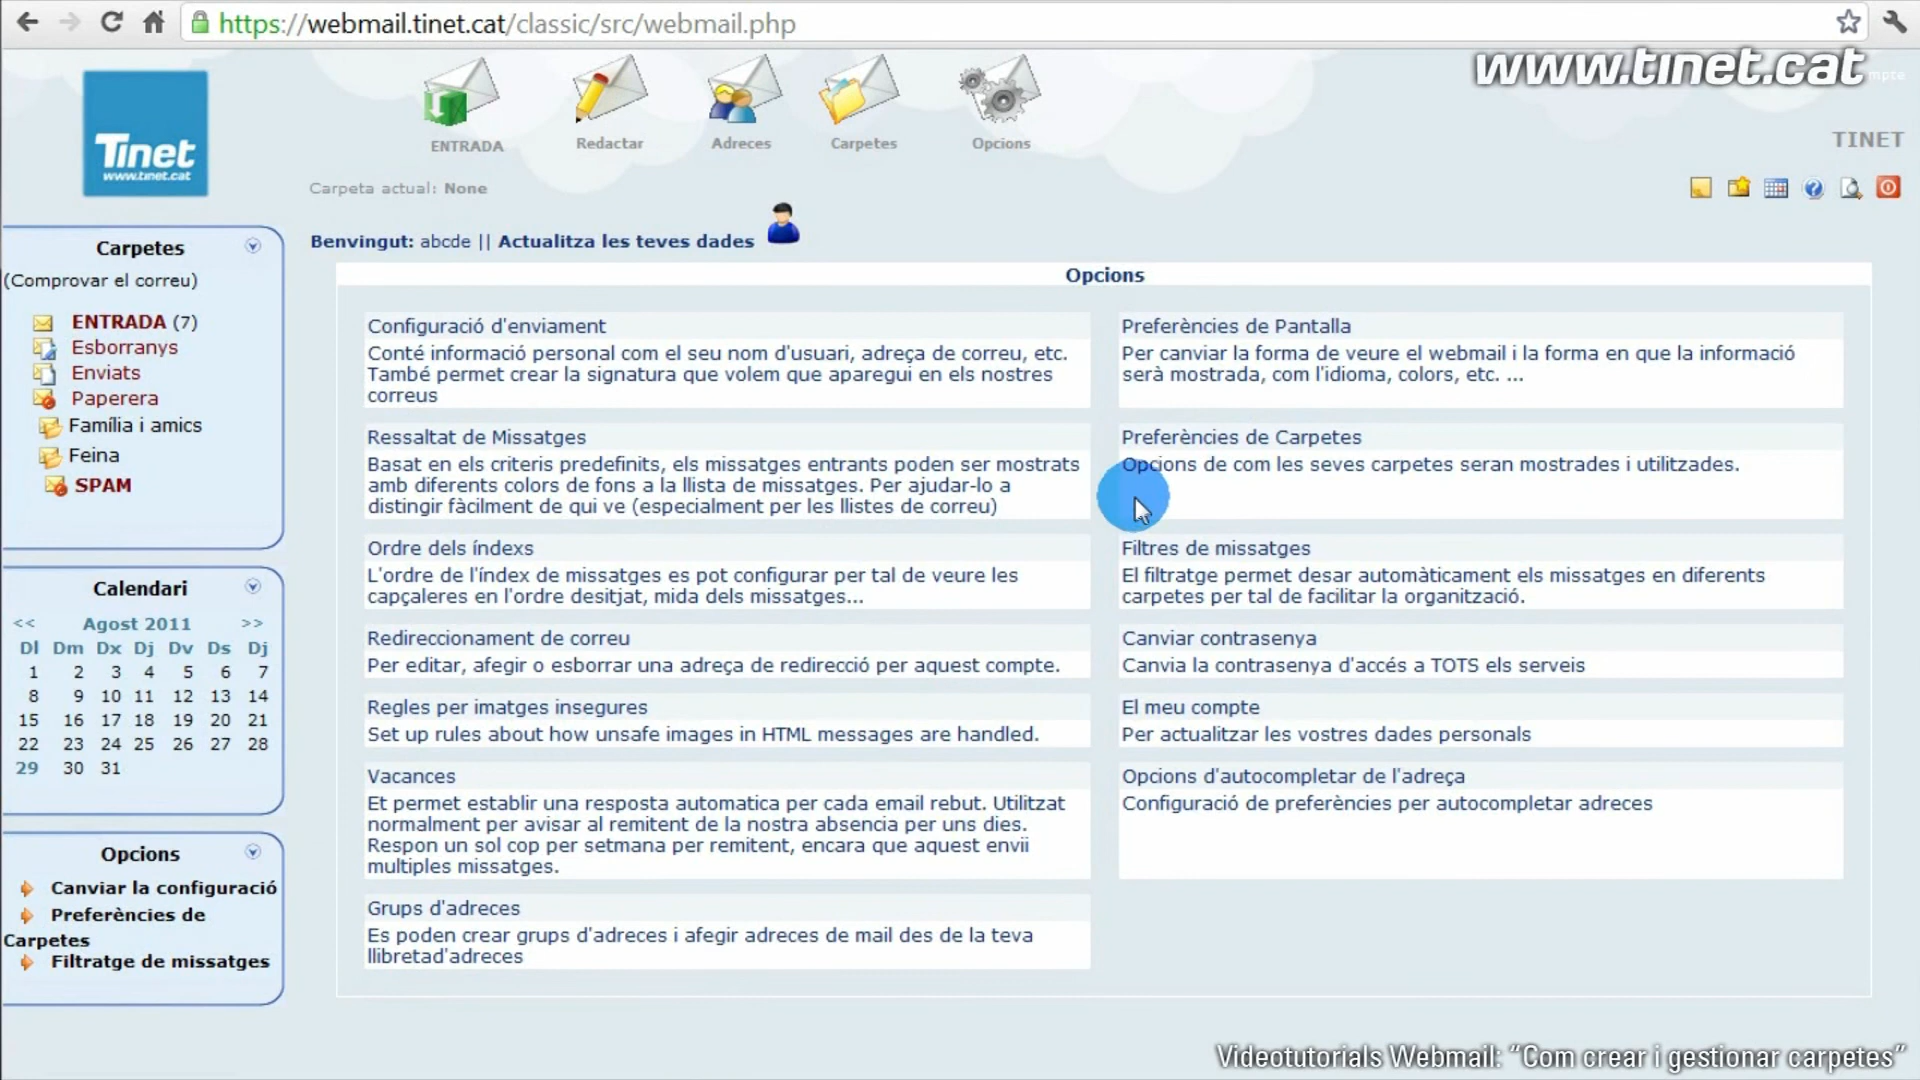 https://webmail.tinet.cat/classic/src/webmail.php
www.tinet.cat
mpte
Tinet
www.tinet.cat
ENTRADA
Redactar
Adreces
Carpetes
Opcions
TINET
Carpeta actual: None
Benvingut: abcde || Actualitza les teves dades
Carpetes
(Comprovar el correu)
ENTRADA (7)
Esborranys
Enviats
Paperera
Família i amics
Feina
SPAM
Calendari
<< Agost 2011 >>
Dl Dm Dx Dj Dv Ds Dj
1 2 3 4 5 6 7
8 9 10 11 12 13 14
15 16 17 18 19 20 21
22 23 24 25 26 27 28
29 30 31
Opcions
Canviar la configuració
Preferències de
Carpetes
Filtratge de missatges
Opcions
Configuració d'enviament
Conté informació personal com el seu nom d'usuari, adreça de correu, etc.
També permet crear la signatura que volem que aparegui en els nostres
correus
Preferències de Pantalla
Per canviar la forma de veure el webmail i la forma en que la informació
serà mostrada, com l'idioma, colors, etc. ...
Ressaltat de Missatges
Basat en els criteris predefinits, els missatges entrants poden ser mostrats
amb diferents colors de fons a la llista de missatges. Per ajudar-lo a
distingir fàcilment de qui ve (especialment per les llistes de correu)
Preferències de Carpetes
Opcions de com les seves carpetes seran mostrades i utilitzades.
Ordre dels índexs
L'ordre de l'índex de missatges es pot configurar per tal de veure les
capçaleres en l'ordre desitjat, mida dels missatges...
Filtres de missatges
El filtratge permet desar automàticament els missatges en diferents
carpetes per tal de facilitar la organització.
Redireccionament de correu
Per editar, afegir o esborrar una adreça de redirecció per aquest compte.
Canviar contrasenya
Canvia la contrasenya d'accés a TOTS els serveis
Regles per imatges insegures
Set up rules about how unsafe images in HTML messages are handled.
El meu compte
Per actualitzar les vostres dades personals
Vacances
Et permet establir una resposta automatica per cada email rebut. Utilitzat
normalment per avisar al remitent de la nostra absencia per uns dies.
Respon un sol cop per setmana per remitent, encara que aquest envii
multiples missatges.
Opcions d'autocompletar de l'adreça
Configuració de preferències per autocompletar adreces
Grups d'adreces
Es poden crear grups d'adreces i afegir adreces de mail des de la teva
llibretad'adreces
Videotutorials Webmail: “Com crear i gestionar carpetes”